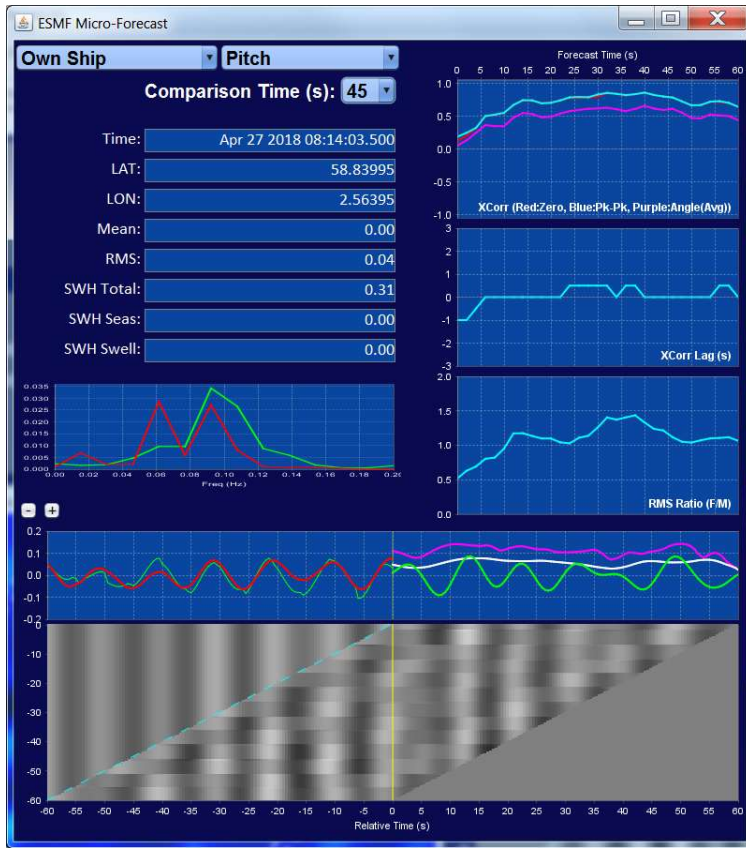 ESMF Micro-Forecast
Own Ship Pitch
Comparison Time (s): 45
Time: Apr 27 2018 08:14:03.500
LAT: 58.83995
LON: 2.56395
Mean: 0.00
RMS: 0.04
SWH Total: 0.31
SWH Seas: 0.00
SWH Swell: 0.00
Forecast Time (s)
0 5 10 15 20 25 30 35 40 45 50 55 60
1.0
0.5
0.0
-0.5
-1.0
XCorr (Red:Zero, Blue:Pk-Pk, Purple:Angle(Avg))
3
2
1
0
-1
-2
-3
XCorr Lag (s)
2.0
1.5
1.0
0.5
0.0
RMS Ratio (F/M)
0.035
0.030
0.025
0.020
0.015
0.010
0.005
0.000
0.00 0.02 0.04 0.06 0.08 0.10 0.12 0.14 0.16 0.18 0.20
Freq (Hz)
- +
0.2
0.1
0.0
-0.1
-0.2
-10
-20
-30
-40
-50
-60
-60 -55 -50 -45 -40 -35 -30 -25 -20 -15 -10 -5 0 5 10 15 20 25 30 35 40 45 50 55 60
Relative Time (s)